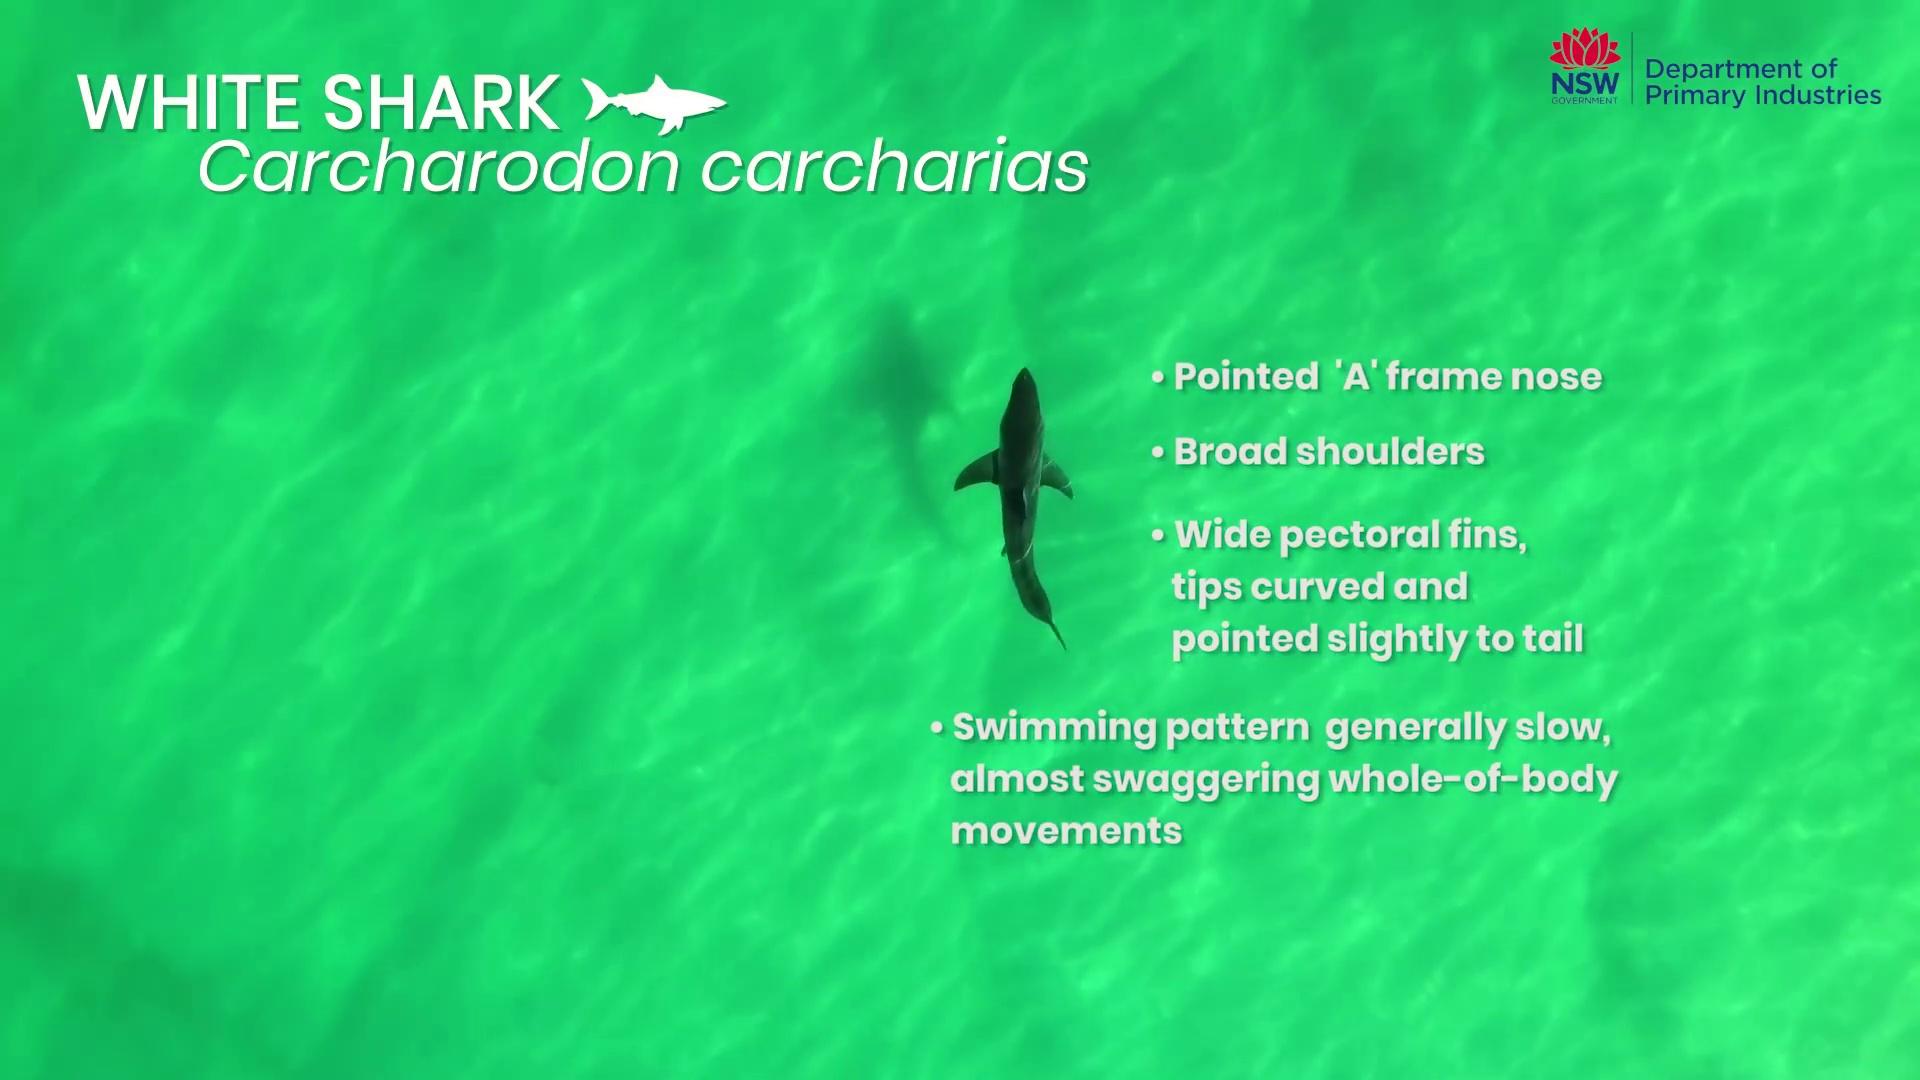 WHITE SHARK
Carcharodon carcharias
NSW
GOVERNMENT
Department of
Primary Industries
• Pointed 'A' frame nose
• Broad shoulders
• Wide pectoral fins,
tips curved and
pointed slightly to tail
• Swimming pattern generally slow,
almost swaggering whole-of-body
movements